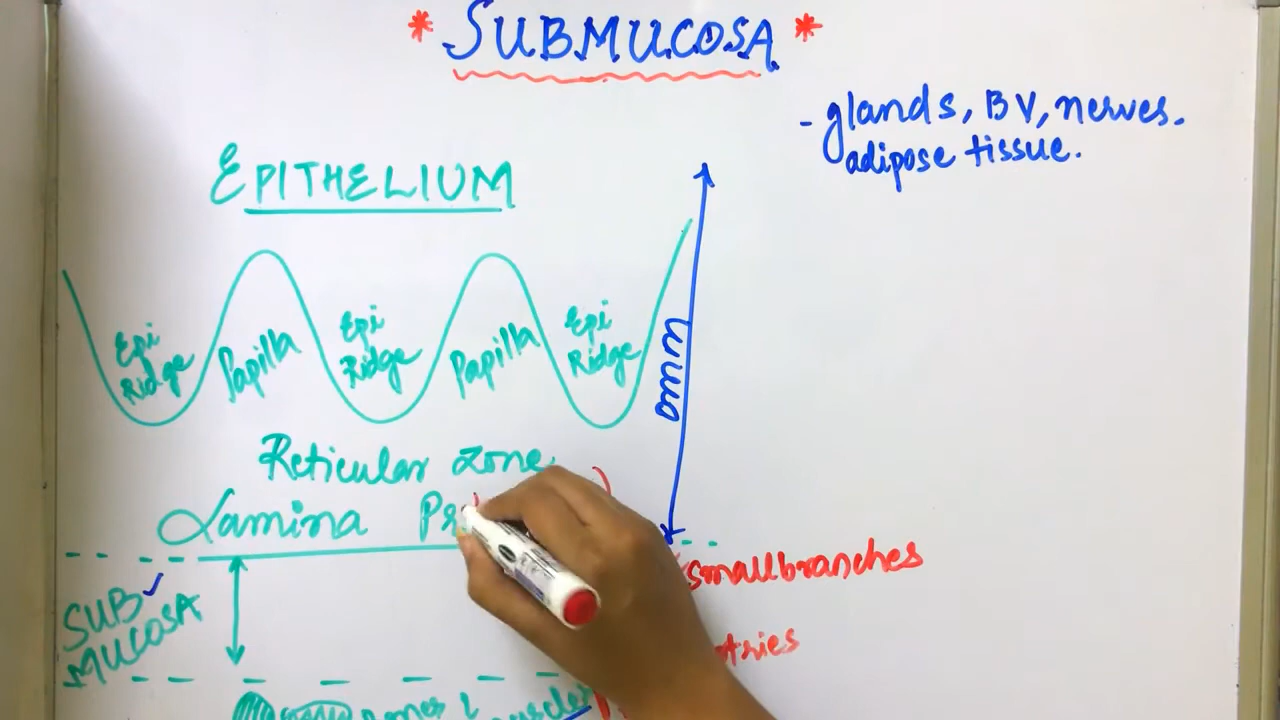 * SUBMUCOSA *
- glands, BV, nerves.
adipose tissue.
EPITHELIUM
Epi Ridge
Papilla
Epi Ridge
Papilla
Epi Ridge
Reticular zone
Lamina
small branches
SUB
MUCOSA